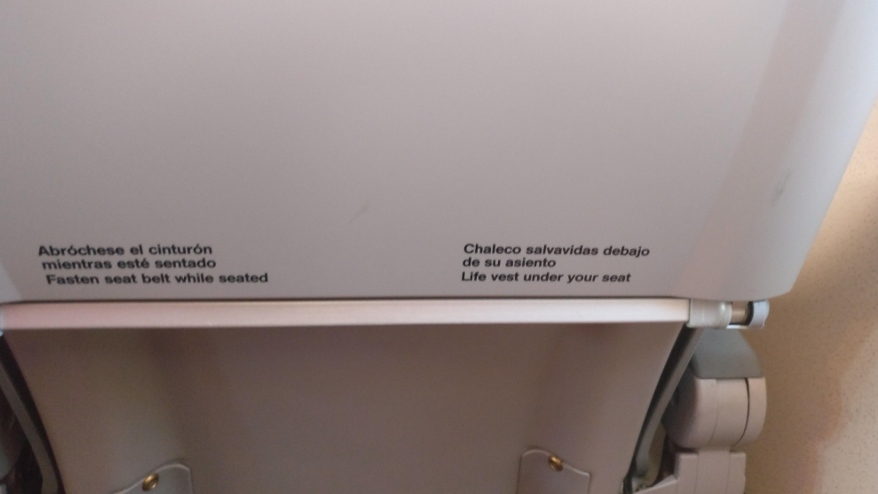 Abróchese el cinturón
mientras esté sentado
Fasten seat belt while seated
Chaleco salvavidas debajo
de su asiento
Life vest under your seat